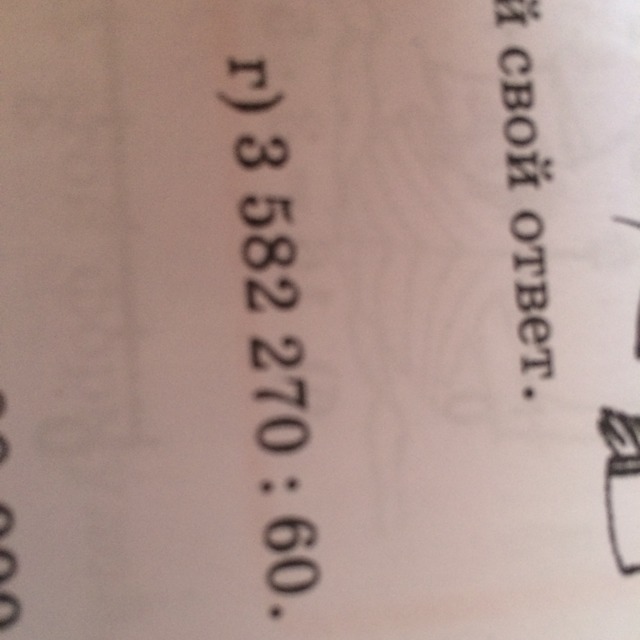 й свой ответ.
г) 3 582 270 : 60.